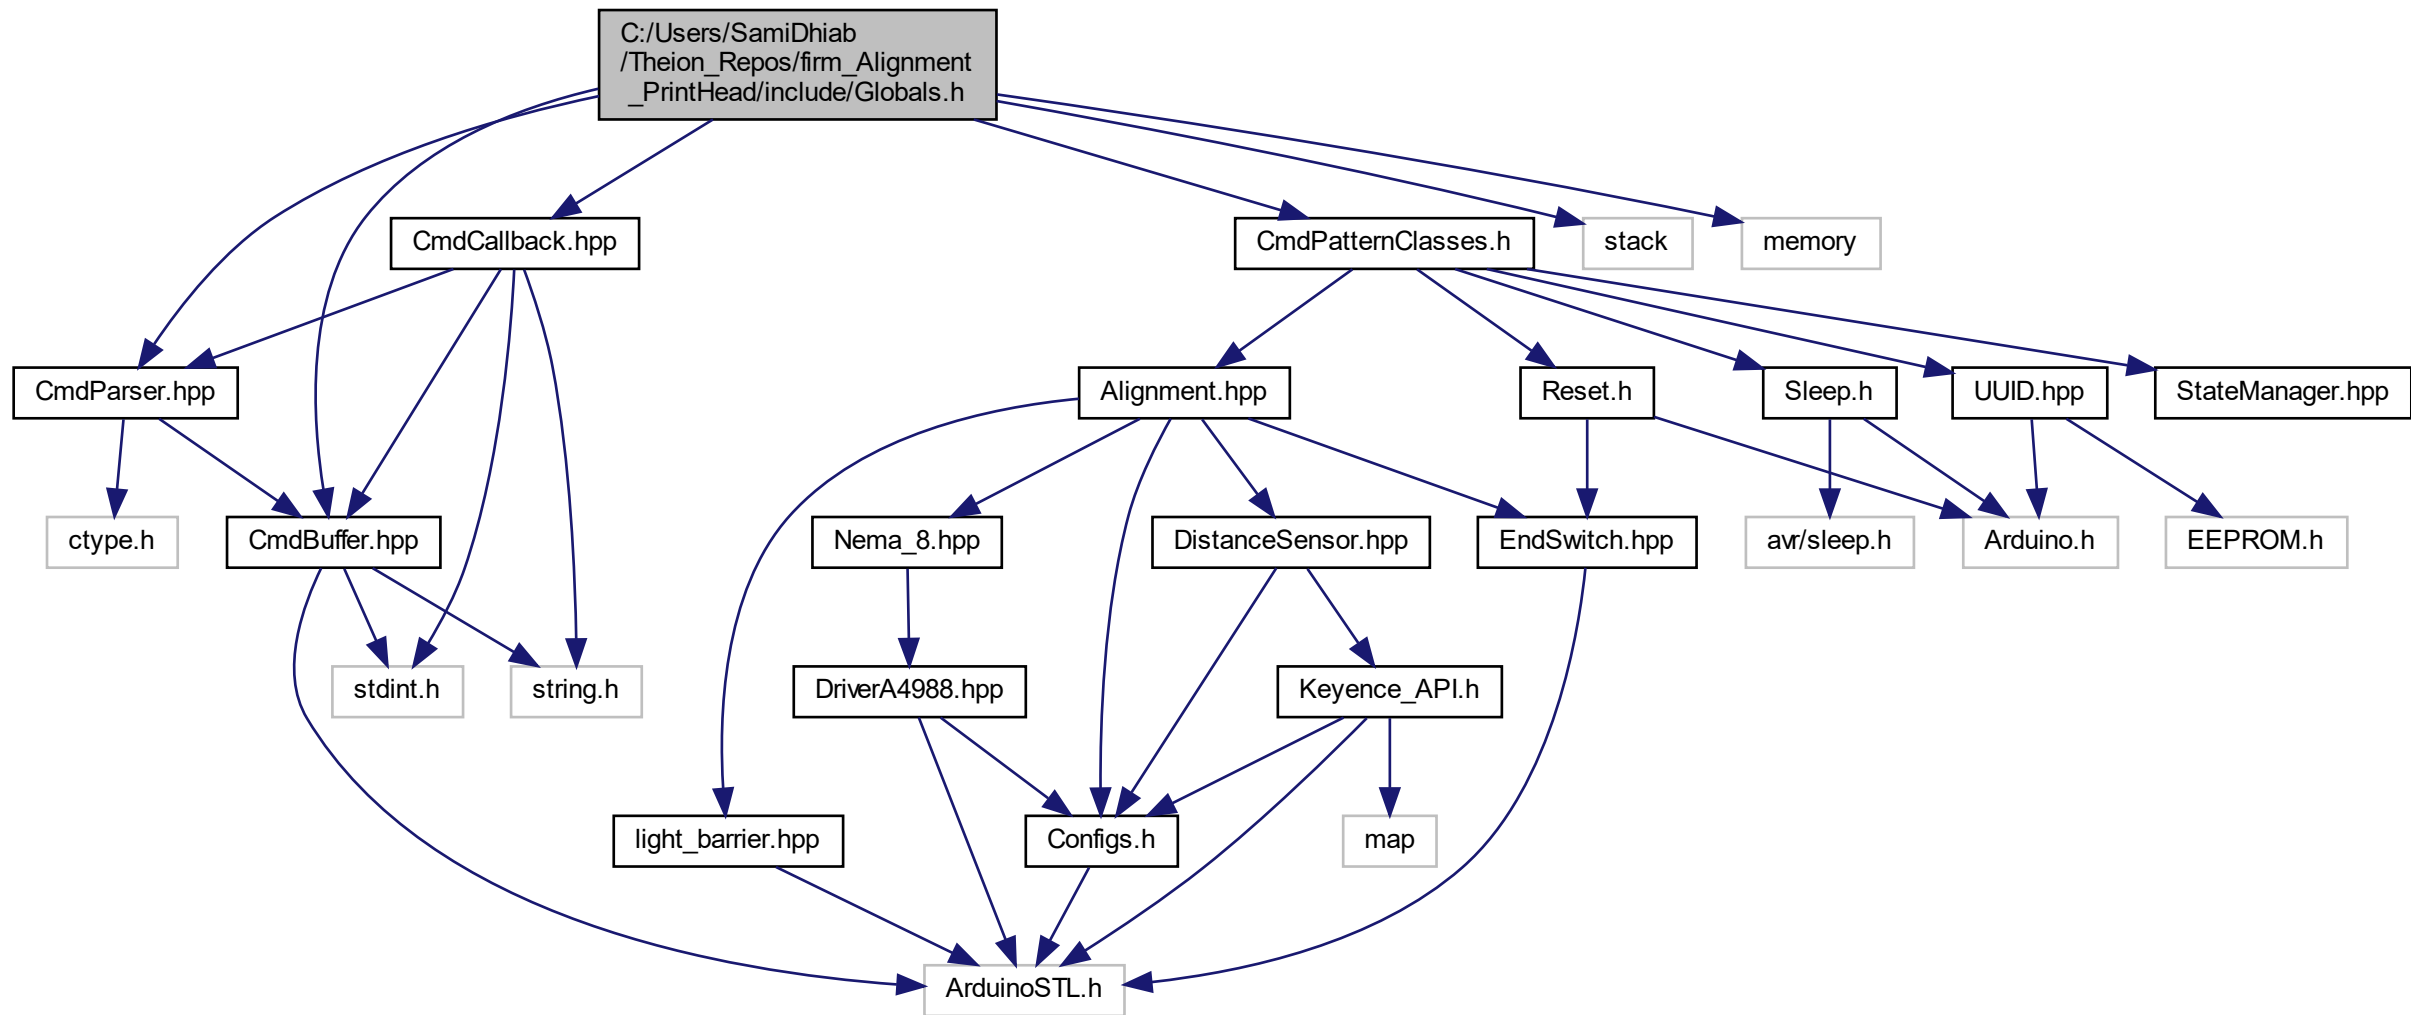 C:/Users/SamiDhiab
/Theion_Repos/firm_Alignment
_PrintHead/include/Globals.h
CmdCallback.hpp
CmdPatternClasses.h
stack
memory
CmdParser.hpp
Alignment.hpp
Reset.h
Sleep.h
UUID.hpp
StateManager.hpp
ctype.h
CmdBuffer.hpp
Nema_8.hpp
DistanceSensor.hpp
EndSwitch.hpp
avr/sleep.h
Arduino.h
EEPROM.h
stdint.h
string.h
DriverA4988.hpp
Keyence_API.h
light_barrier.hpp
Configs.h
map
ArduinoSTL.h